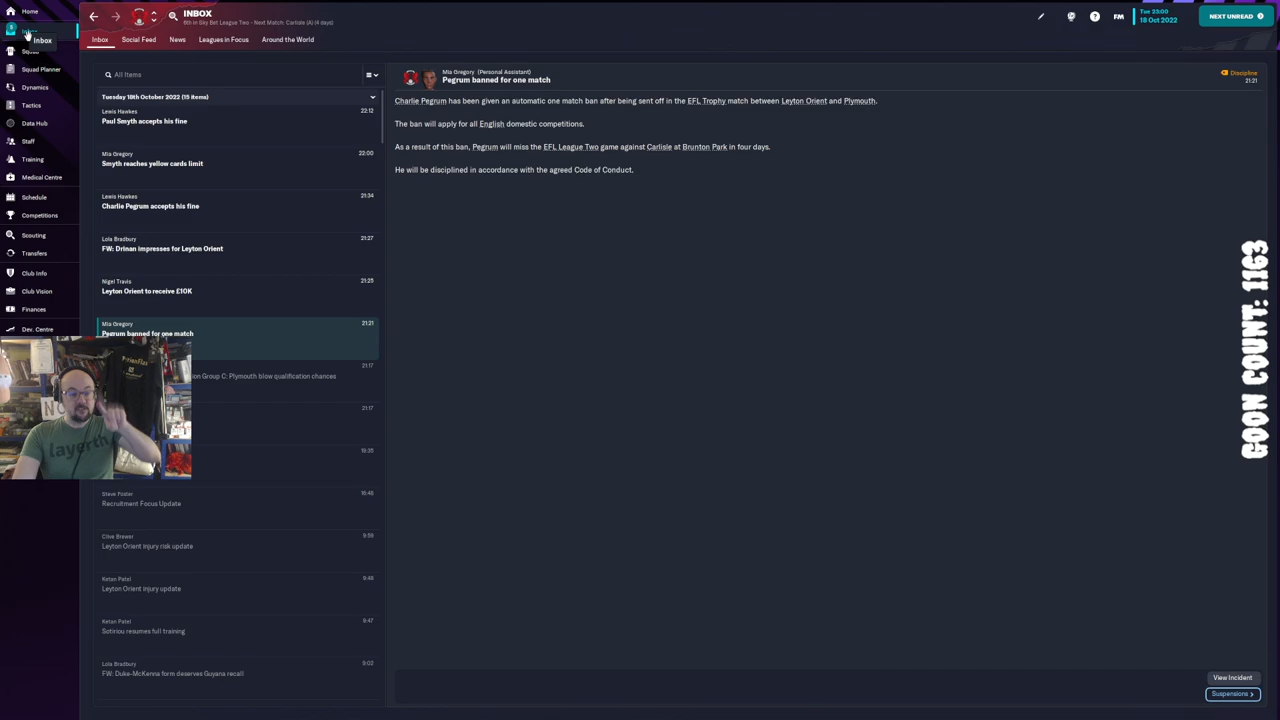 Home
INBOX
6th in Sky Bet League Two - Next Match: Carlisle (A) (4 days)
FM
Tue 23:00
18 Oct 2022
NEXT UNREAD
Inbox
Inbox
Social Feed
News
Leagues in Focus
Around the World
Squad
Squad Planner
Dynamics
Tactics
Data Hub
Staff
Training
Medical Centre
Schedule
Competitions
Scouting
Transfers
Club Info
Club Vision
Finances
Dev. Centre
All Items
Tuesday 18th October 2022 (15 items)
Lewis Hawkes
22:12
Paul Smyth accepts his fine
Mia Gregory
22:00
Smyth reaches yellow cards limit
Lewis Hawkes
21:34
Charlie Pegrum accepts his fine
Lola Bradbury
21:27
FW: Drinan impresses for Leyton Orient
Nigel Travis
21:25
Leyton Orient to receive £10K
Mia Gregory
21:21
Pegrum banned for one match
21:17
on Group C: Plymouth blow qualification chances
21:17
19:35
Steve Foster
16:49
Recruitment Focus Update
Clive Brewer
9:59
Leyton Orient injury risk update
Ketan Patel
9:48
Leyton Orient injury update
Ketan Patel
9:47
Sotiriou resumes full training
Lola Bradbury
9:02
FW: Duke-McKenna form deserves Guyana recall
Mia Gregory (Personal Assistant)
Pegrum banned for one match
Discipline
21:21
Charlie Pegrum has been given an automatic one match ban after being sent off in the EFL Trophy match between Leyton Orient and Plymouth.
The ban will apply for all English domestic competitions.
As a result of this ban, Pegrum will miss the EFL League Two game against Carlisle at Brunton Park in four days.
He will be disciplined in accordance with the agreed Code of Conduct.
View Incident
Suspensions
GOON COUNT: 1193
layerth